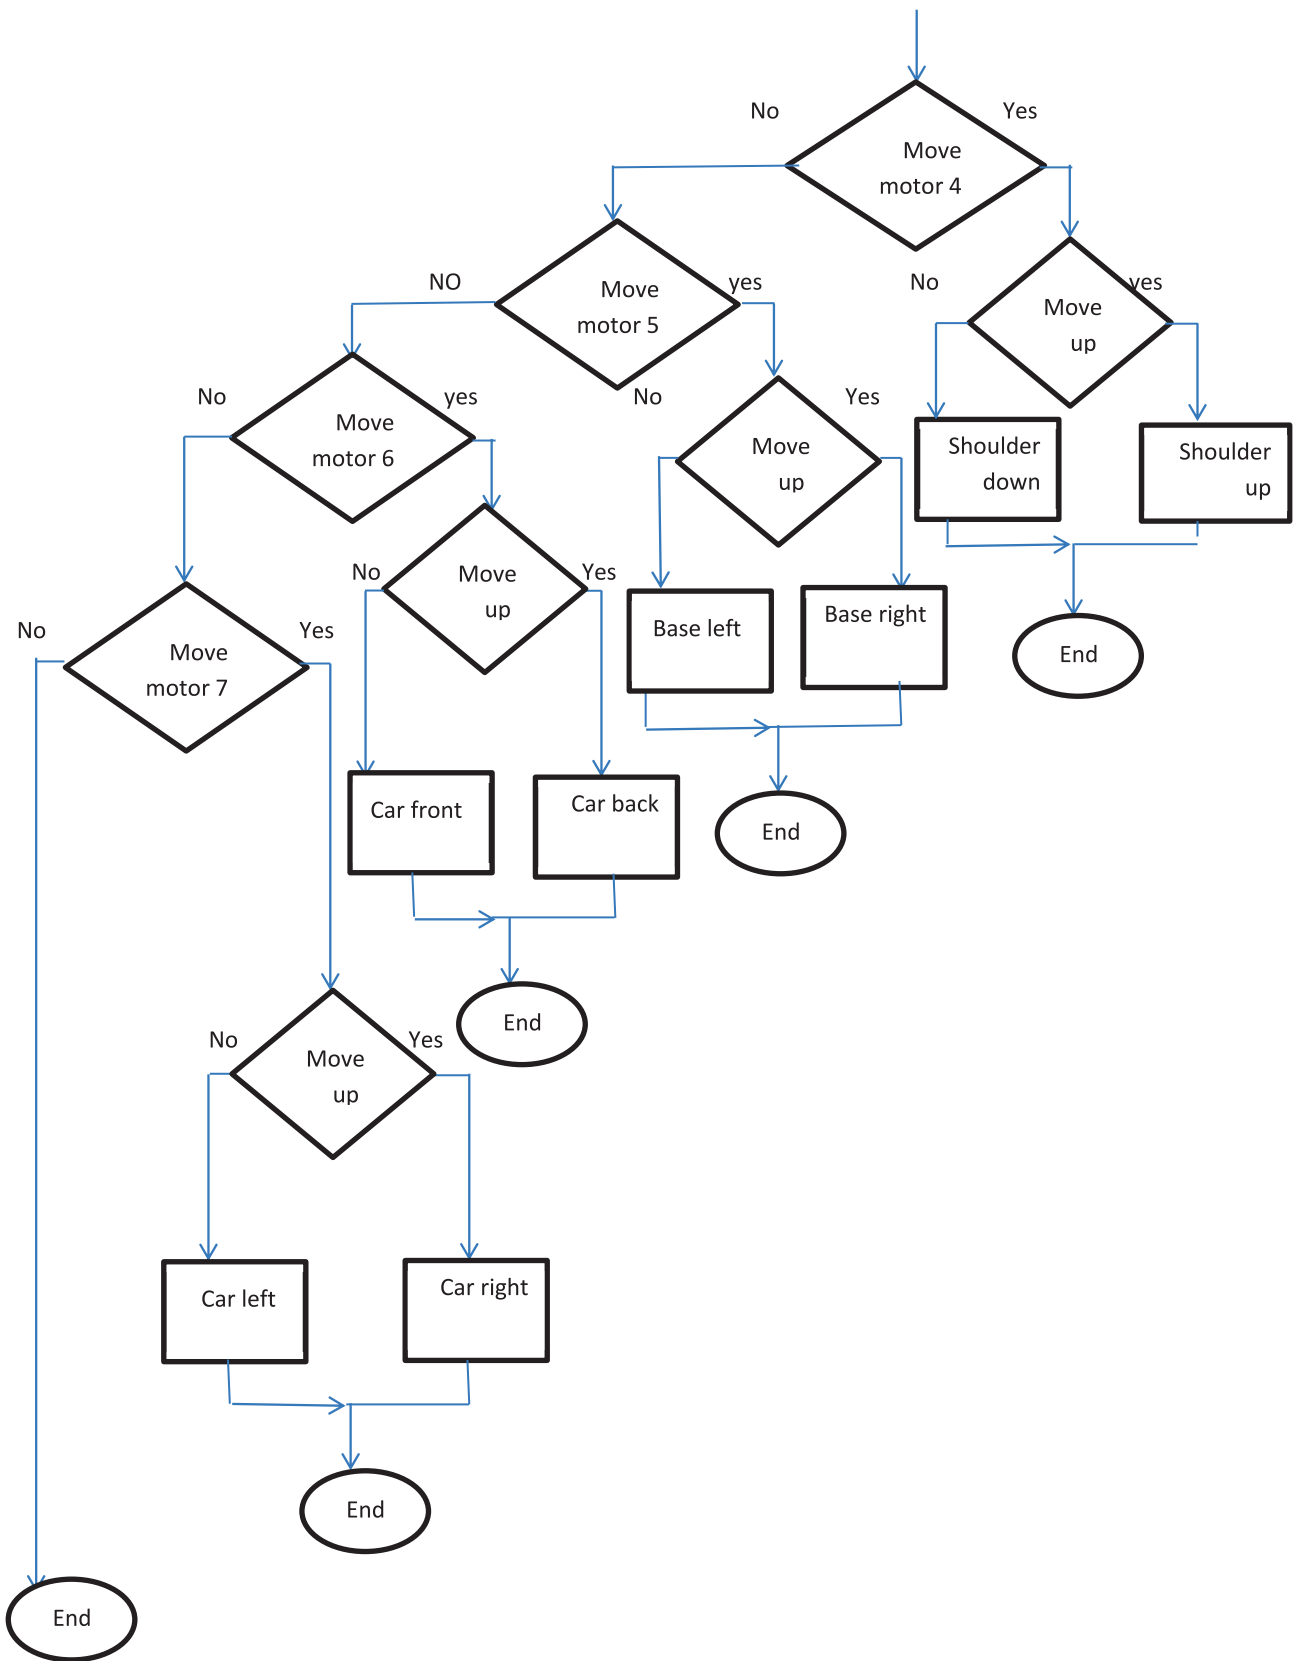 No
Yes
Move
motor 4
NO
Move
motor 5
yes
No
Move
up
yes
No
Move
motor 6
yes
No
Move
up
Yes
Shoulder
down
Shoulder
up
No
Move
up
Yes
Base left
Base right
No
Move
motor 7
Yes
End
Car front
Car back
End
No
Move
up
Yes
End
Car left
Car right
End
End